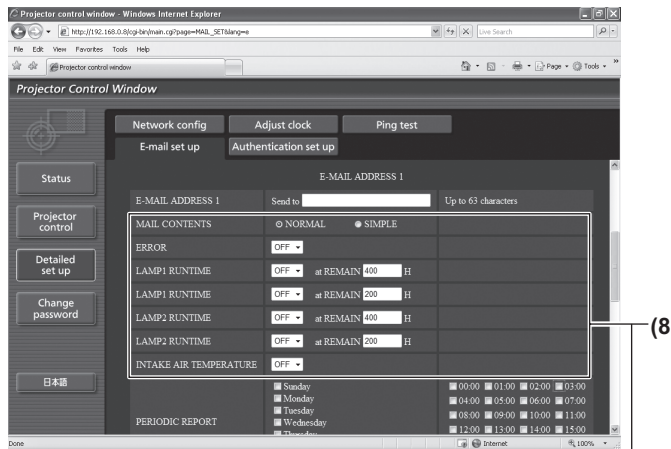 Projector control window - Windows Internet Explorer
http://192.168.0.8/cgi-bin/main.cgi?page=MAIL_SET&lang=e
Live Search
File Edit View Favorites Tools Help
Projector control window
Page Tools
Projector Control Window
Network config Adjust clock Ping test
E-mail set up Authentication set up
Status
Projector control
Detailed set up
Change password
日本語
E-MAIL ADDRESS 1
E-MAIL ADDRESS 1 Send to Up to 63 characters
MAIL CONTENTS NORMAL SIMPLE
ERROR OFF
LAMP1 RUNTIME OFF at REMAIN 400 H
LAMP1 RUNTIME OFF at REMAIN 200 H
LAMP2 RUNTIME OFF at REMAIN 400 H
LAMP2 RUNTIME OFF at REMAIN 200 H
INTAKE AIR TEMPERATURE OFF
PERIODIC REPORT
Sunday
Monday
Tuesday
Wednesday
Thursday
00:00 01:00 02:00 03:00
04:00 05:00 06:00 07:00
08:00 09:00 10:00 11:00
12:00 13:00 14:00 15:00
(8
Done Internet 100%